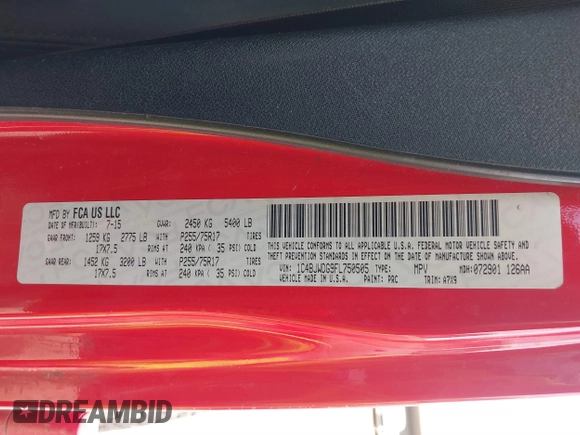 MFD BY FCA US LLC
DATE OF MFR(BUILT): 7-15 GVWR: 2450 KG 5400 LB
GAWR FRONT: 1259 KG 2775 LB WITH P255/75R17 TIRES
17X7.5 RIMS AT 240 KPA ( 35 PSI) COLD
GAWR REAR: 1452 KG 3200 LB WITH P255/75R17 TIRES
17X7.5 RIMS AT 240 KPA ( 35 PSI) COLD
THIS VEHICLE CONFORMS TO ALL APPLICABLE U.S.A. FEDERAL MOTOR VEHICLE SAFETY AND
THEFT PREVENTION STANDARDS IN EFFECT ON THE DATE OF MANUFACTURE SHOWN ABOVE.
VIN: 1C4BJWDG9FL750505 TYPE: MPV MDH: 072901 126AA
VEHICLE MADE IN U.S.A. PAINT: PRC TRIM: A7X9
DREAMBID